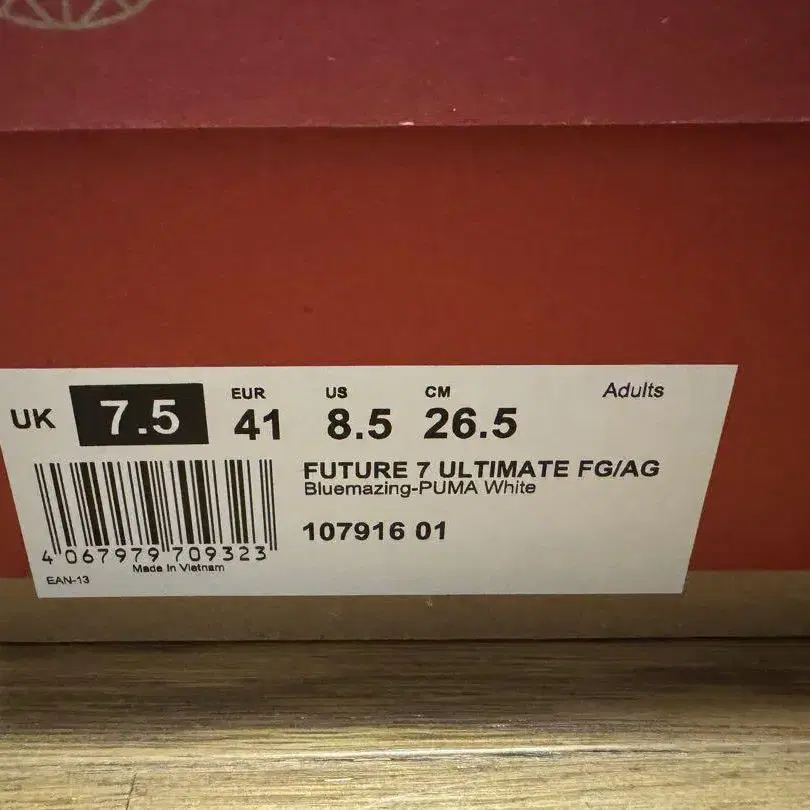 UK 7.5 EUR 41 US 8.5 CM 26.5 Adults
FUTURE 7 ULTIMATE FG/AG
Bluemazing-PUMA White
107916 01
4 067979 709323
Made In Vietnam
EAN-13